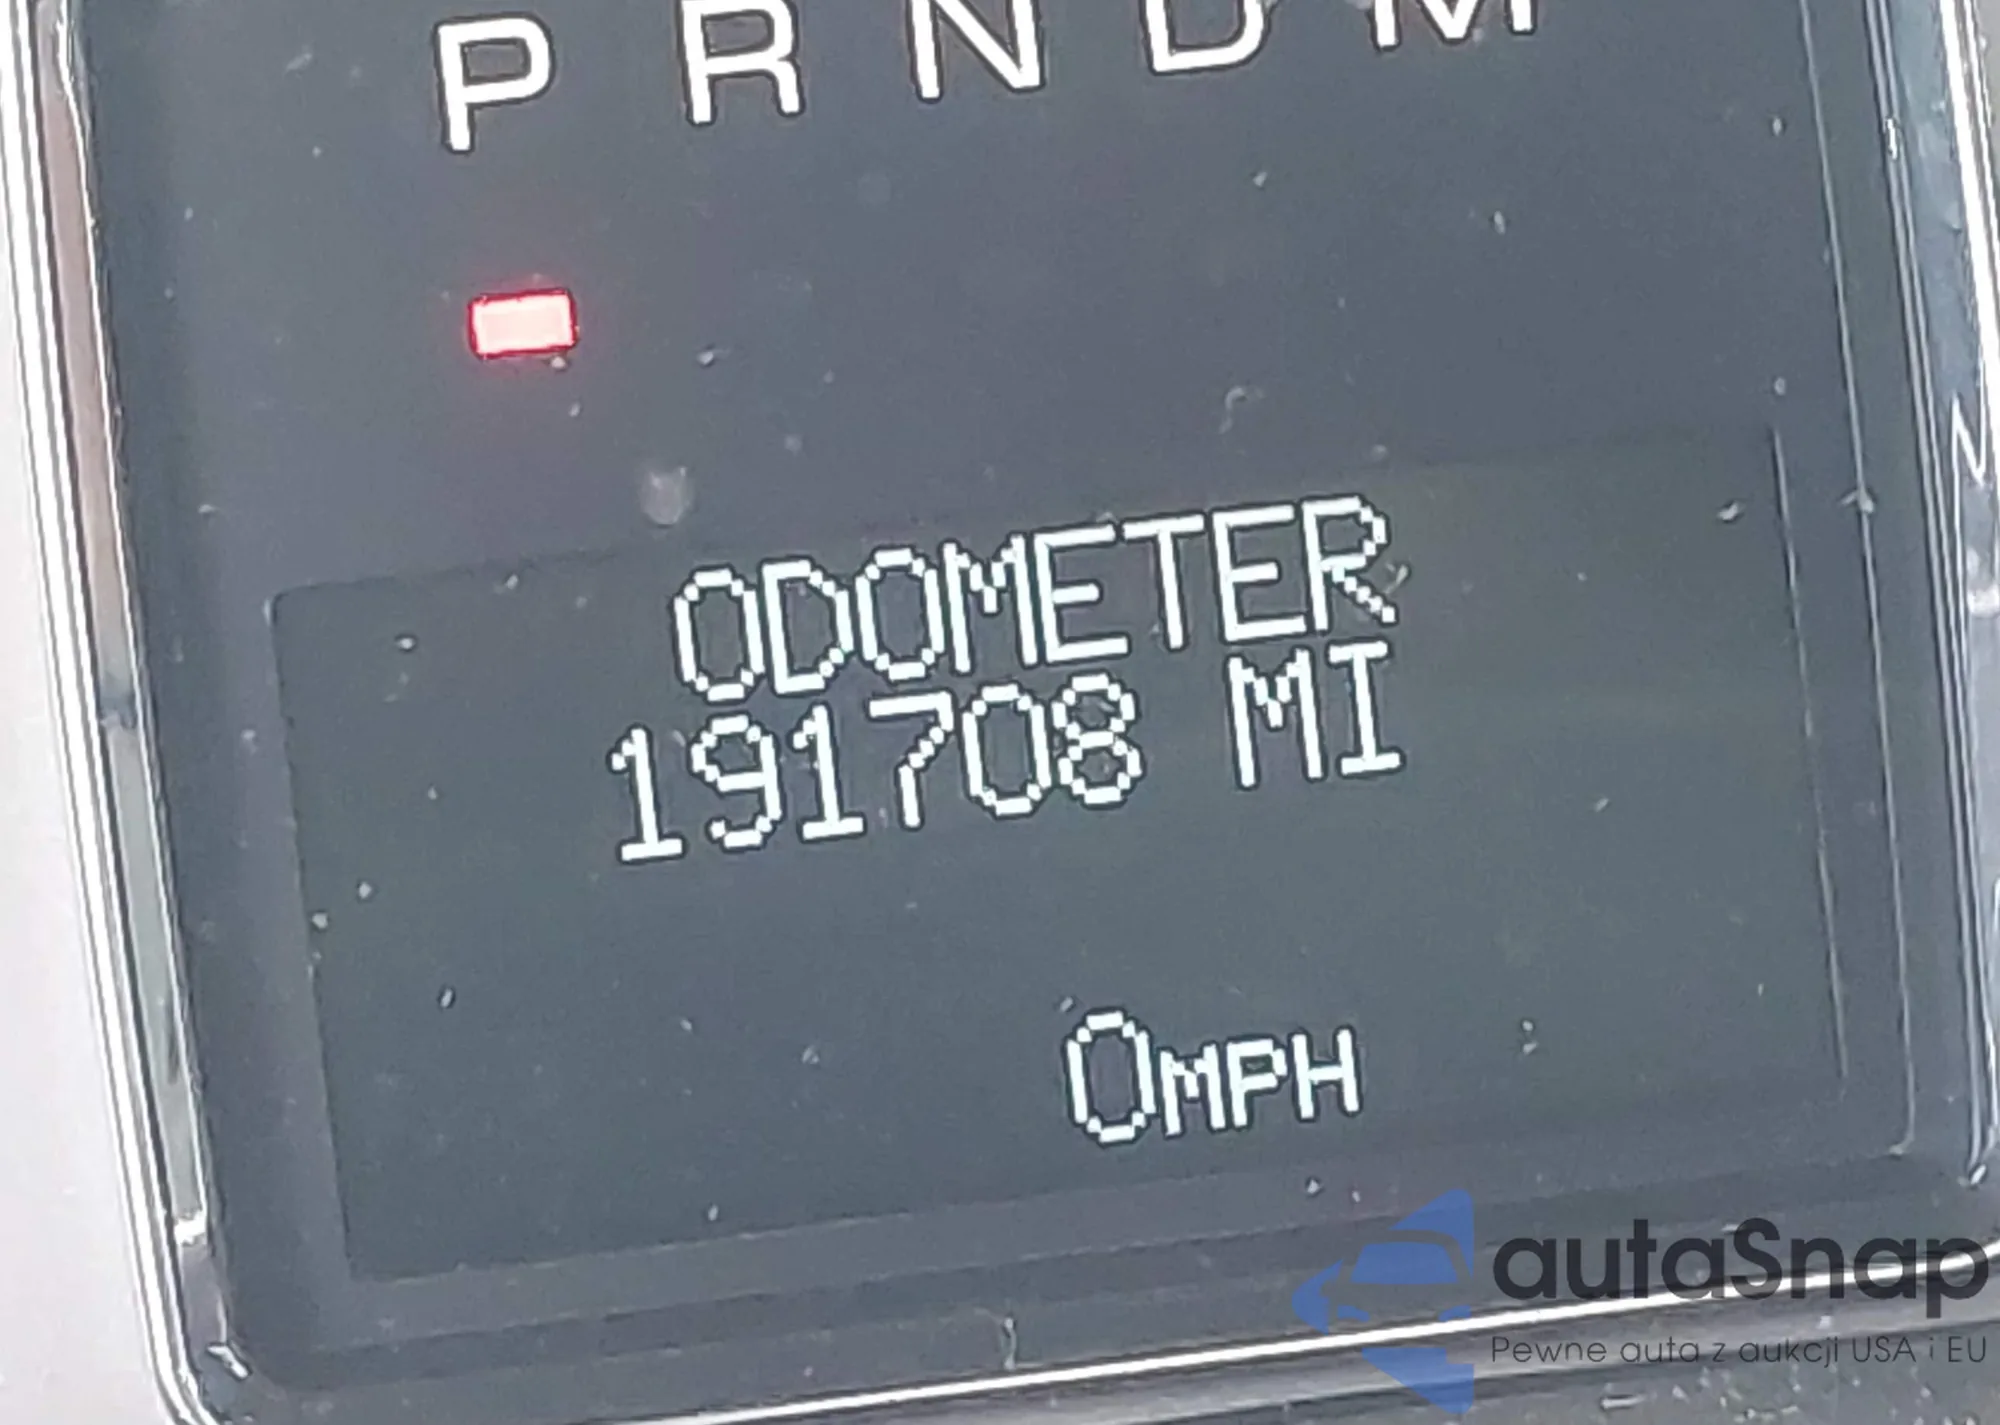 P R N D M
ODOMETER
191708 MI
0MPH
autaSnap
Pewne auta z aukcji USA i EU